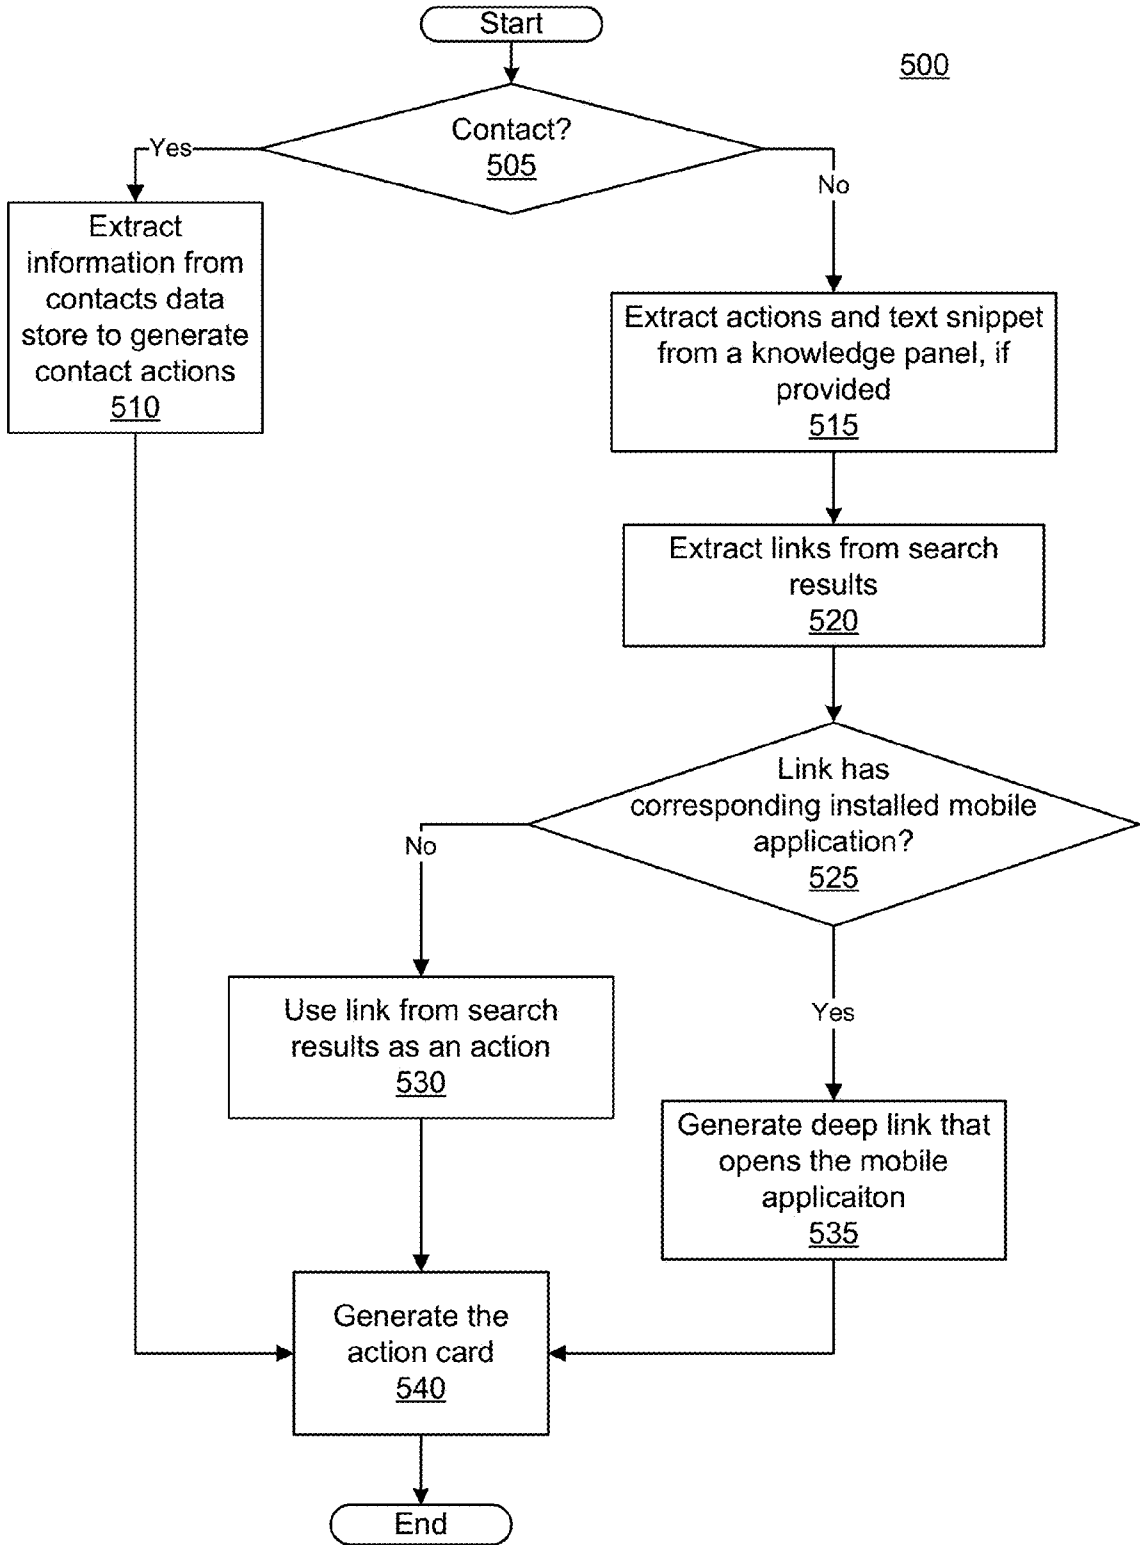 Start
500
Contact?
505
Yes
No
Extract
information from
contacts data
store to generate
contact actions
510
Extract actions and text snippet
from a knowledge panel, if
provided
515
Extract links from search
results
520
Link has
corresponding installed mobile
application?
525
No
Yes
Use link from search
results as an action
530
Generate deep link that
opens the mobile
applicaiton
535
Generate the
action card
540
End